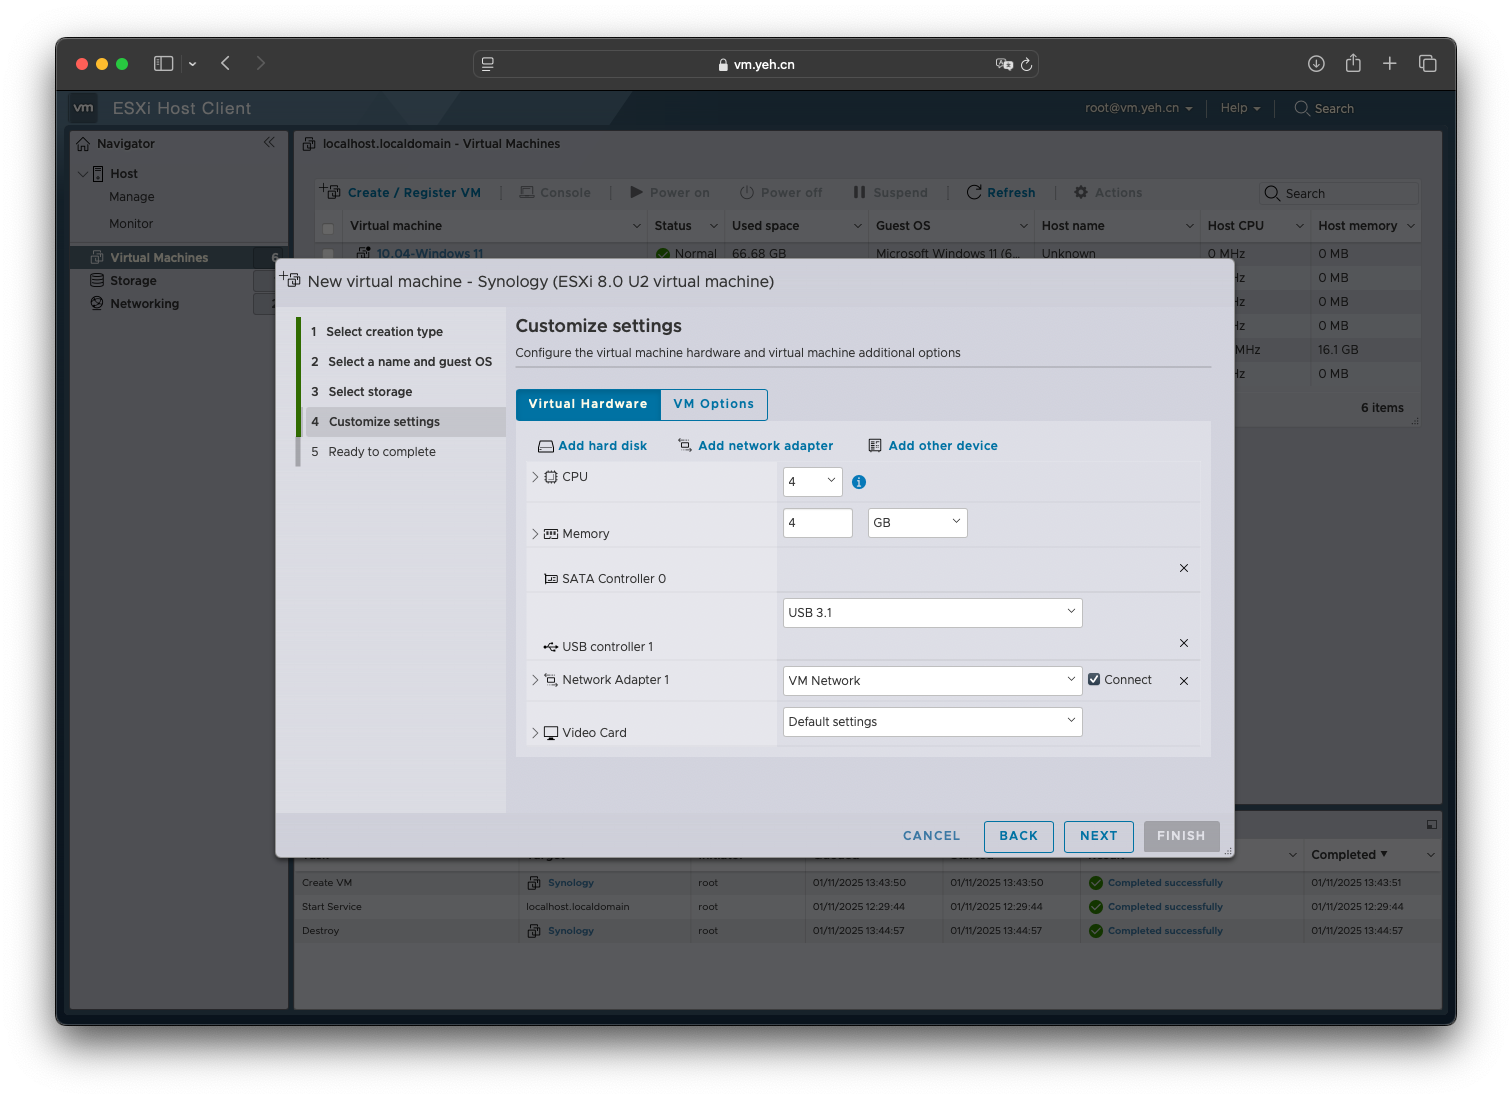 vm.yeh.cn
vm ESXi Host Client
root@vm.yeh.cn Help Search
Navigator
Host
Manage
Monitor
Virtual Machines 6
Storage
Networking 2
localhost.localdomain - Virtual Machines
Create / Register VM Console Power on Power off Suspend Refresh Actions Search
Virtual machine Status Used space Guest OS Host name Host CPU Host memory
10.04-Windows 11 Normal 66.68 GB Microsoft Windows 11 (6... Unknown 0 MHz 0 MB
Hz 0 MB
Hz 0 MB
Hz 0 MB
MHz 16.1 GB
Hz 0 MB
6 items
New virtual machine - Synology (ESXi 8.0 U2 virtual machine)
1 Select creation type
2 Select a name and guest OS
3 Select storage
4 Customize settings
5 Ready to complete
Customize settings
Configure the virtual machine hardware and virtual machine additional options
Virtual Hardware VM Options
Add hard disk Add network adapter Add other device
CPU 4
Memory 4 GB
SATA Controller 0
USB 3.1
USB controller 1
Network Adapter 1 VM Network Connect
Video Card Default settings
CANCEL BACK NEXT FINISH
Completed ▼
Create VM Synology root 01/11/2025 13:43:50 01/11/2025 13:43:50 Completed successfully 01/11/2025 13:43:51
Start Service localhost.localdomain root 01/11/2025 12:29:44 01/11/2025 12:29:44 Completed successfully 01/11/2025 12:29:44
Destroy Synology root 01/11/2025 13:44:57 01/11/2025 13:44:57 Completed successfully 01/11/2025 13:44:57